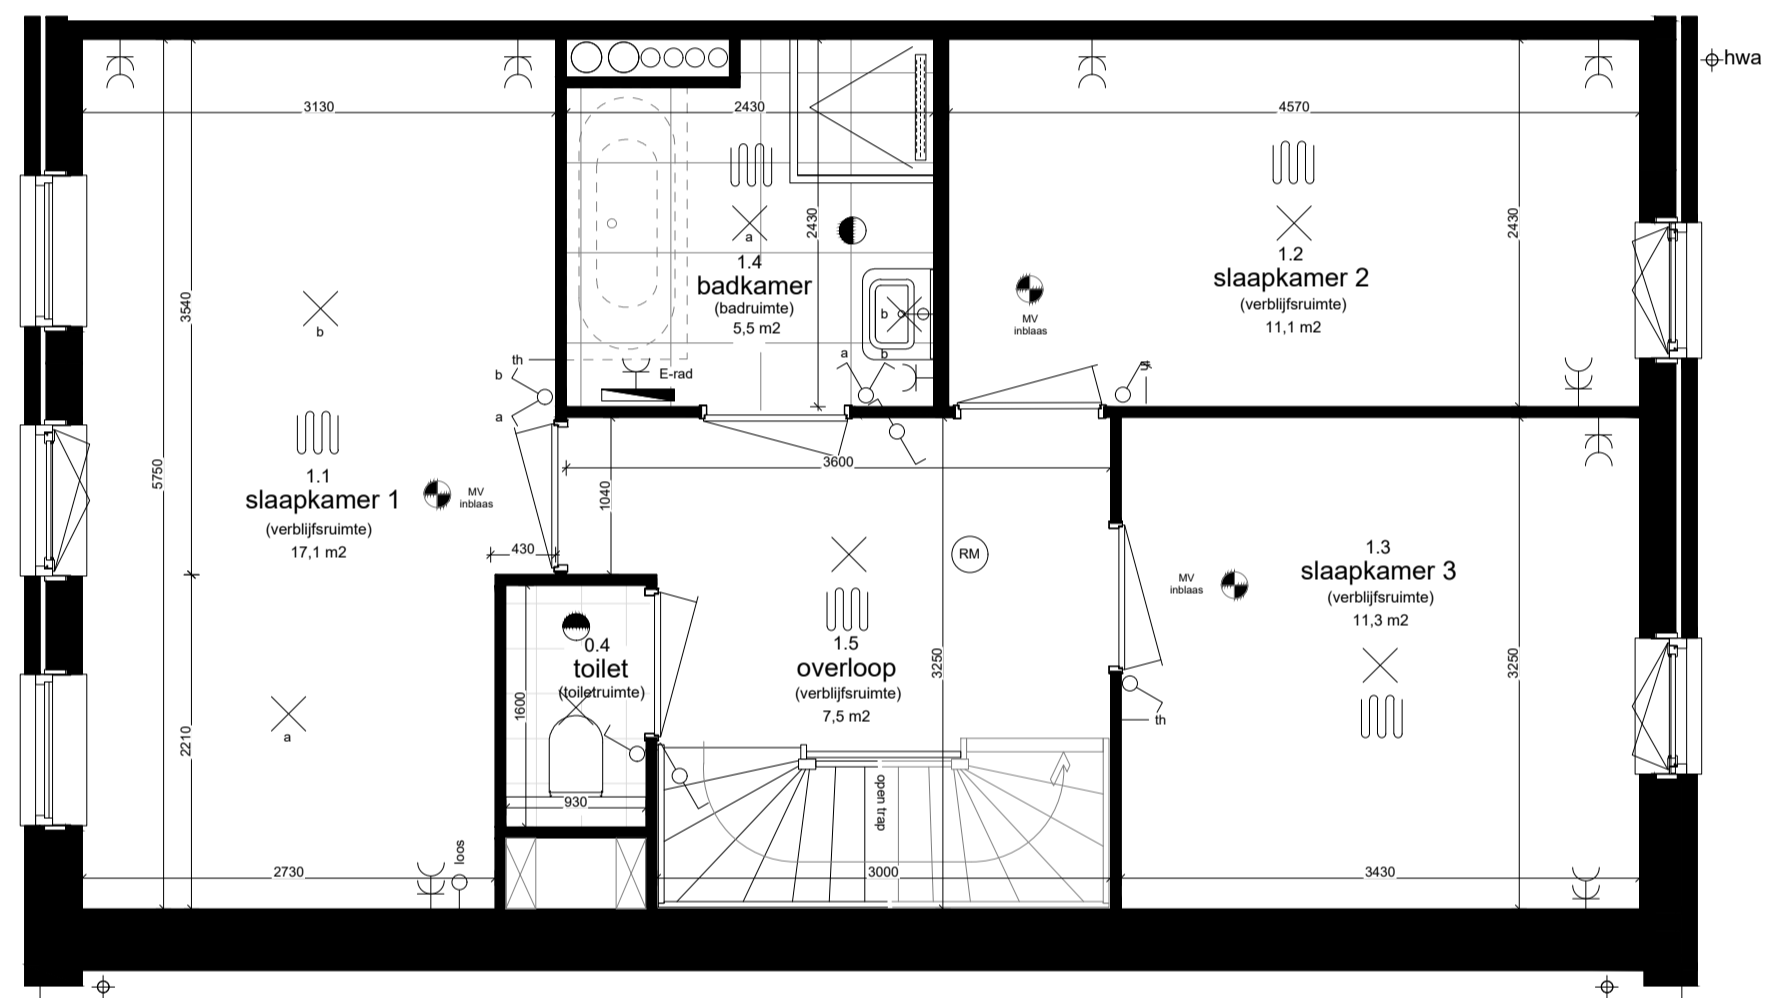 hwa
3130
2430
4570
3540
5750
2210
b
1.1
slaapkamer 1
(verblijfsruimte)
17,1 m2
MV
inblaas
a
2730
loos
th
b
a
430
1040
a
1.4
badkamer
(badruimte)
5,5 m2
2430
b
E-rad
a
b
3600
1.2
slaapkamer 2
(verblijfsruimte)
11,1 m2
MV
inblaas
2430
th
0.4
toilet
(toiletruimte)
1600
930
RM
1.5
overloop
(verblijfsruimte)
7,5 m2
3250
open trap
3000
MV
inblaas
1.3
slaapkamer 3
(verblijfsruimte)
11,3 m2
3250
th
3430